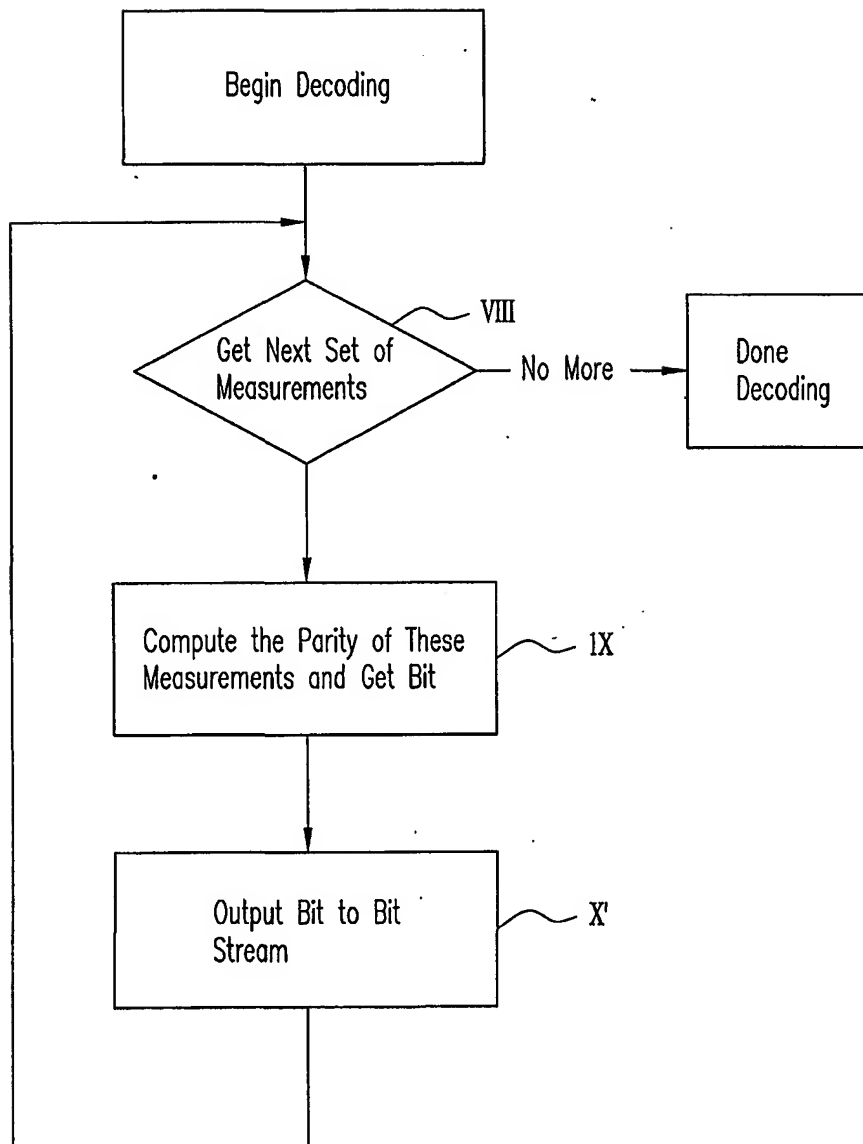 Begin Decoding
VIII
Get Next Set of
Measurements
No More
Done
Decoding
Compute the Parity of These
Measurements and Get Bit
1X
Output Bit to Bit
Stream
X'